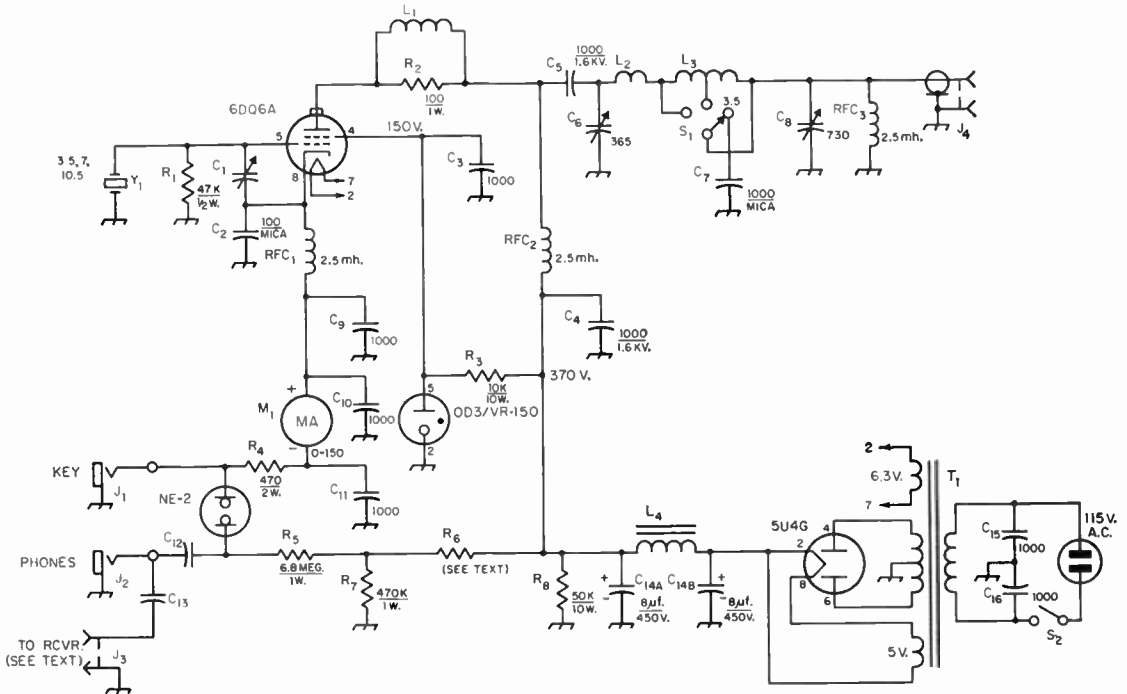 L1
R2
100
1W.
6DQ6A
5
4
8
7
2
150V.
3.5, 7,
10.5
Y1
R1
47K
1/2W.
C1
C2
100
MICA
RFC1
2.5mh.
C3
1000
C5
1000
1.6KV.
C6
365
L2
L3
3.5
S1
C7
1000
MICA
C8
730
RFC3
2.5mh.
J4
RFC2
2.5mh.
C4
1000
1.6KV.
C9
1000
R3
10K
10W.
370V.
C10
1000
M1
+
MA
−
0-150
5
OD3/VR-150
2
KEY
J1
R4
470
2W.
C11
1000
NE-2
PHONES
J2
C12
R5
6.8MEG.
1W.
R6
(SEE TEXT)
R7
470K
1W.
C13
TO RCVR.
(SEE TEXT)
J3
L4
R8
50K
10W.
+
−
C14A
8µf.
450V.
C14B
+
−
8µf.
450V.
5U4G
2
4
8
6
2
6.3V.
7
T1
5V.
C15
1000
C16
1000
115V.
A.C.
S2